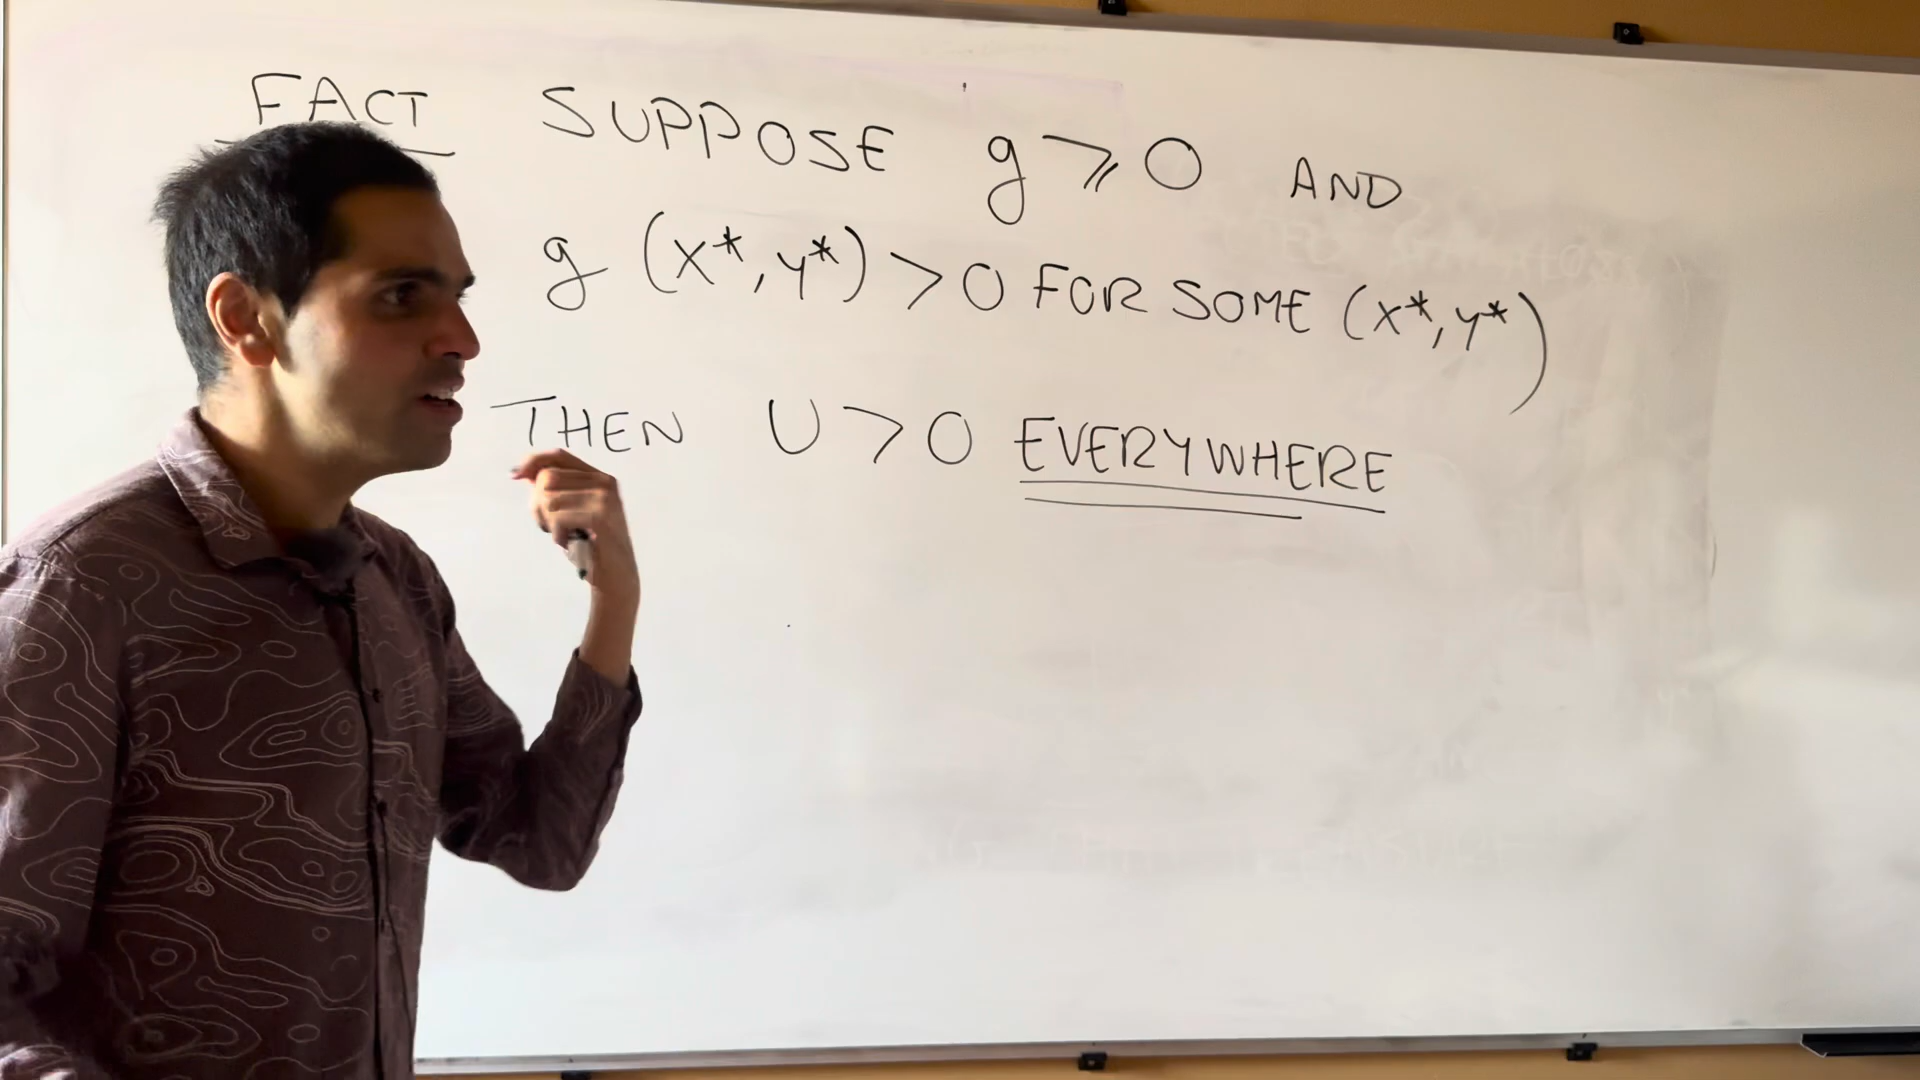 FACT SUPPOSE g ⩾ 0 AND
g (x*, y*) > 0 FOR SOME (x*, y*)
THEN U > 0 EVERYWHERE